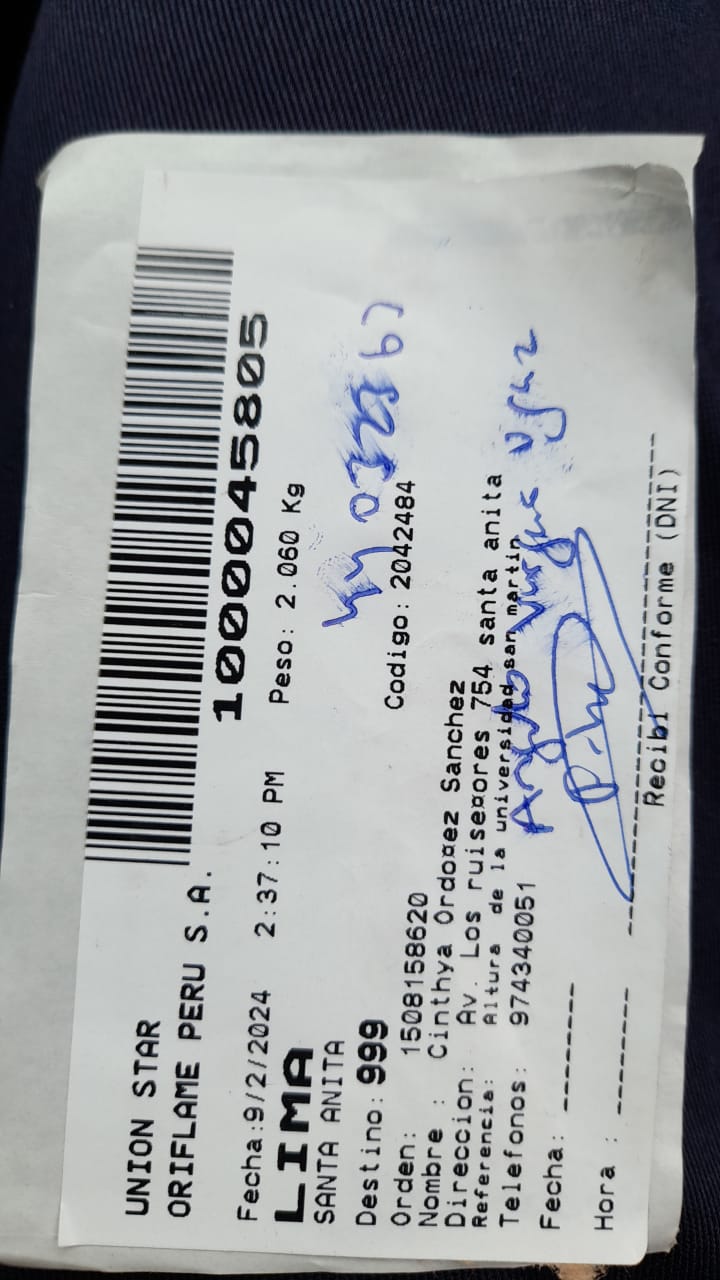 UNION STAR
ORIFLAME PERU S.A.
10000045805
Fecha:9/2/2024 2:37:10 PM Peso: 2.060 Kg
LIMA
SANTA ANITA
Destino: 999
Orden: 1508158620 Codigo: 2042484
Nombre : Cinthya Ordoñez Sanchez
Direccion: Av. Los ruiseñores 754 santa anita
Referencia: Altura de la universidad san martin
Telefonos: 974340051
Angelo
Fecha: --------
Hora : ---------
Recibi Conforme (DNI)